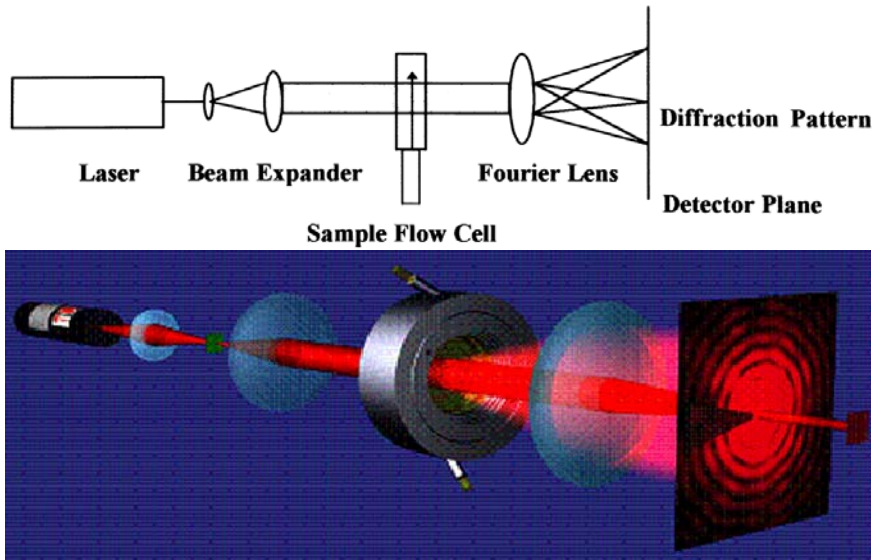 Diffraction Pattern
Laser
Beam Expander
Fourier Lens
Detector Plane
Sample Flow Cell